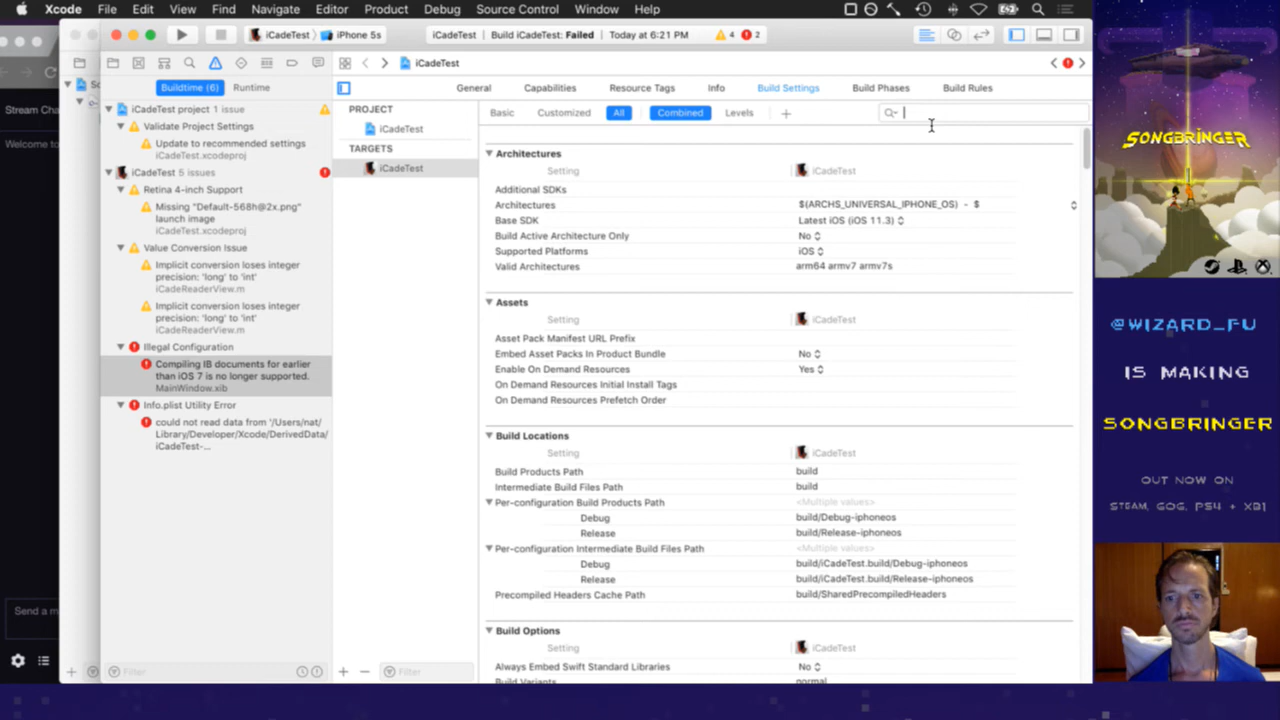 Xcode File Edit View Find Navigate Editor Product Debug Source Control Window Help
iCadeTest iPhone 5s
iCadeTest | Build iCadeTest: Failed | Today at 6:21 PM 4 2
iCadeTest
Buildtime (6) Runtime
General Capabilities Resource Tags Info Build Settings Build Phases Build Rules
Basic Customized All Combined Levels +
iCadeTest project 1 issue
Validate Project Settings
Update to recommended settings
iCadeTest.xcodeproj
iCadeTest 5 issues
Retina 4-inch Support
Missing "Default-568h@2x.png"
launch image
iCadeTest.xcodeproj
Value Conversion Issue
Implicit conversion loses integer
precision: 'long' to 'int'
iCadeReaderView.m
Implicit conversion loses integer
precision: 'long' to 'int'
iCadeReaderView.m
Illegal Configuration
Compiling IB documents for earlier
than iOS 7 is no longer supported.
MainWindow.xib
Info.plist Utility Error
could not read data from '/Users/nat/
Library/Developer/Xcode/DerivedData/
iCadeTest-...
Filter
PROJECT
iCadeTest
TARGETS
iCadeTest
Filter
Architectures
Setting iCadeTest
Additional SDKs
Architectures $(ARCHS_UNIVERSAL_IPHONE_OS) - $
Base SDK Latest iOS (iOS 11.3)
Build Active Architecture Only No
Supported Platforms iOS
Valid Architectures arm64 armv7 armv7s
Assets
Setting iCadeTest
Asset Pack Manifest URL Prefix
Embed Asset Packs In Product Bundle No
Enable On Demand Resources Yes
On Demand Resources Initial Install Tags
On Demand Resources Prefetch Order
Build Locations
Setting iCadeTest
Build Products Path build
Intermediate Build Files Path build
Per-configuration Build Products Path <Multiple values>
Debug build/Debug-iphoneos
Release build/Release-iphoneos
Per-configuration Intermediate Build Files Path <Multiple values>
Debug build/iCadeTest.build/Debug-iphoneos
Release build/iCadeTest.build/Release-iphoneos
Precompiled Headers Cache Path build/SharedPrecompiledHeaders
Build Options
Setting iCadeTest
Always Embed Swift Standard Libraries No
Build Variants normal
Stream Cha
Welcome to
Send a m
SONGBRINGER
@WIZARD_FU
IS MAKING
SONGBRINGER
OUT NOW ON
STEAM, GOG, PS4 + XB1